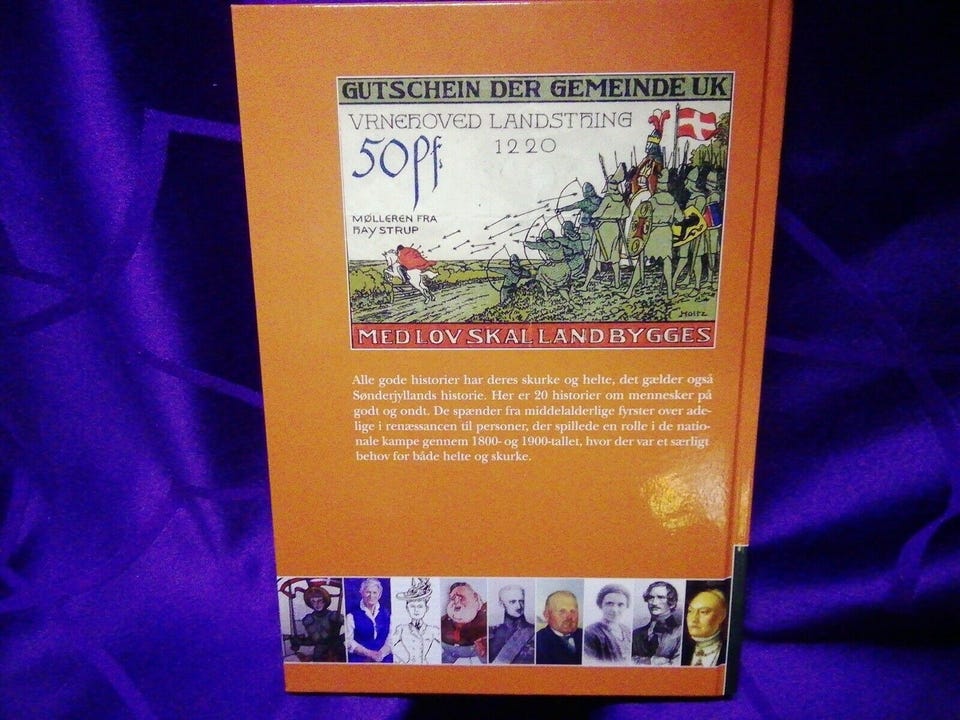 GUTSCHEIN DER GEMEINDE UK
VRNEHOVED LANDSTHING
50 Pf.
1220
MØLLEREN FRA
HAYSTRUP
Holtz
MED LOV SKAL LAND BYGGES
Alle gode historier har deres skurke og helte, det gælder også
Sønderjyllands historie. Her er 20 historier om mennesker på
godt og ondt. De spænder fra middelalderlige fyrster over ade-
lige i renæssancen til personer, der spillede en rolle i de natio-
nale kampe gennem 1800- og 1900-tallet, hvor der var et særligt
behov for både helte og skurke.